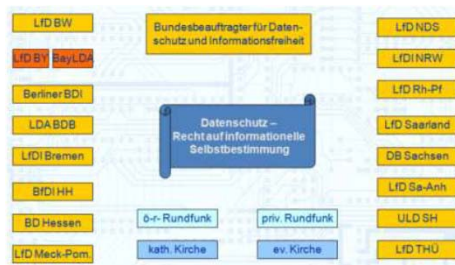 LfD BW
LfD BY BayLDA
Berliner BDI
LDA BDB
LfDI Bremen
BfDI HH
BD Hessen
LfD Meck-Pom.
Bundesbeauftragter für Daten-
schutz und Informationsfreiheit
Datenschutz –
Recht auf informationelle
Selbstbestimmung
ö-r- Rundfunk
priv. Rundfunk
kath. Kirche
ev. Kirche
LfD NDS
LfDI NRW
LfD Rh-Pf
LfD Saarland
DB Sachsen
LfD Sa-Anh
ULD SH
LfD THÜ